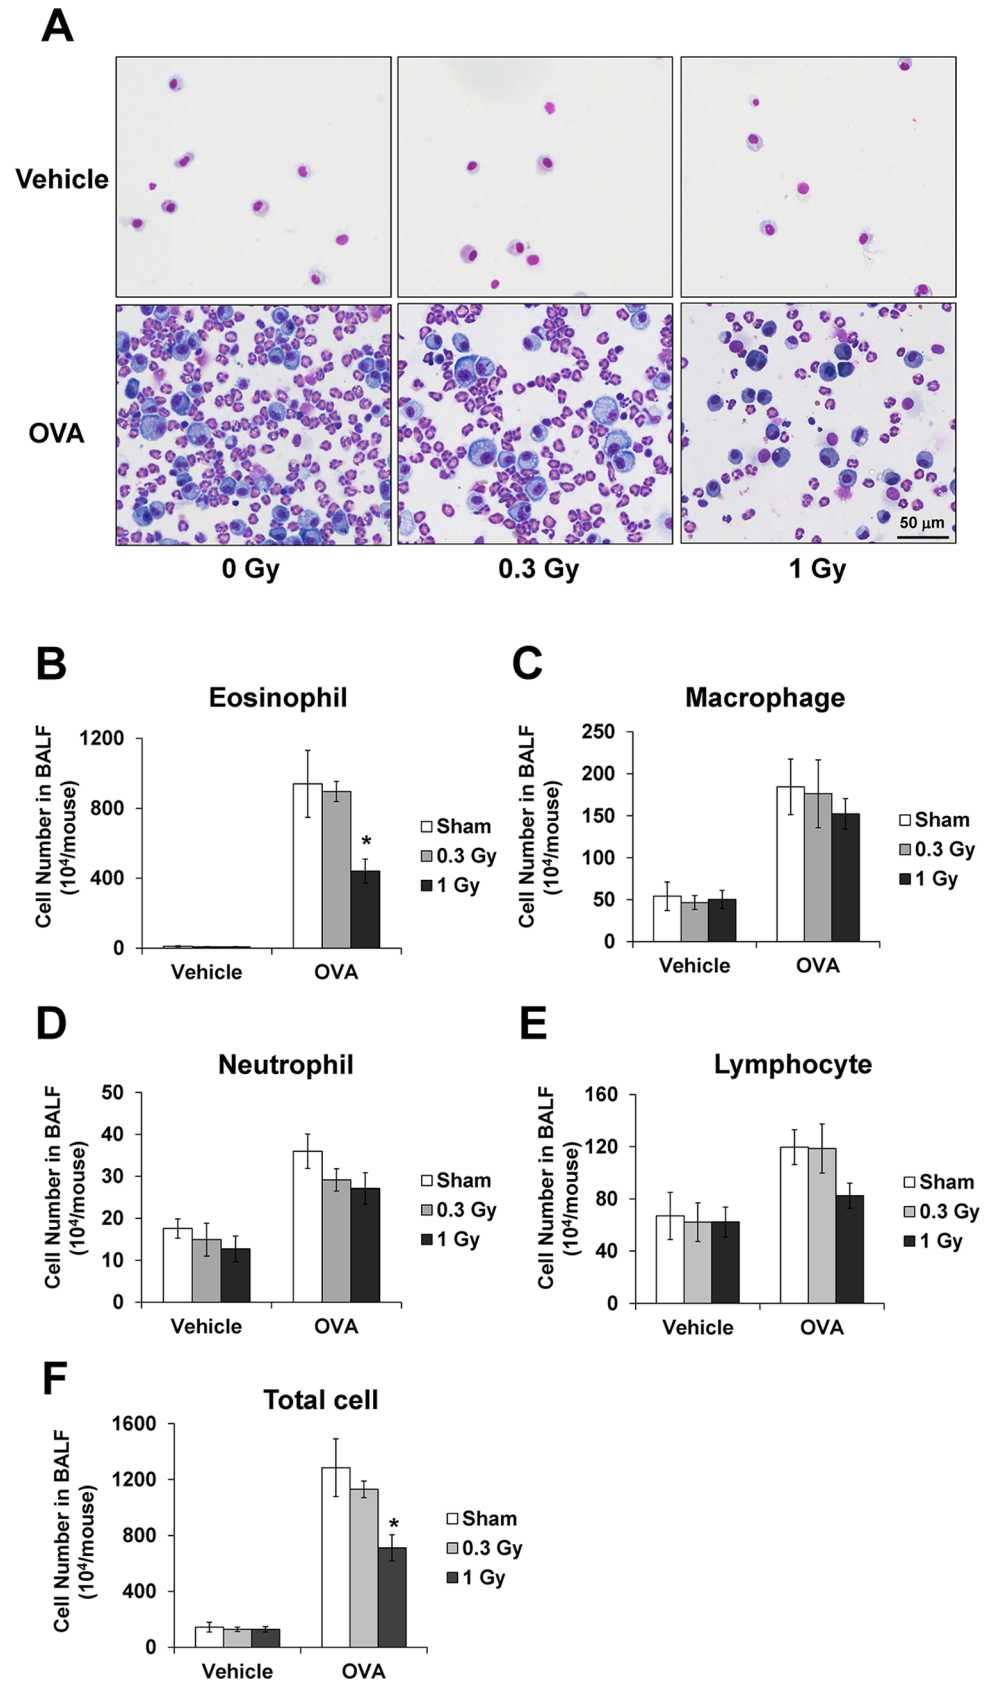 A
Vehicle
OVA
50 μm
0 Gy
0.3 Gy
1 Gy
B
Eosinophil
Cell Number in BALF
(10⁴/mouse)
1200
800
400
0
*
Vehicle
OVA
Sham
0.3 Gy
1 Gy
C
Macrophage
Cell Number in BALF
(10⁴/mouse)
250
200
150
100
50
0
Vehicle
OVA
Sham
0.3 Gy
1 Gy
D
Neutrophil
Cell Number in BALF
(10⁴/mouse)
50
40
30
20
10
0
Vehicle
OVA
Sham
0.3 Gy
1 Gy
E
Lymphocyte
Cell Number in BALF
(10⁴/mouse)
160
120
80
40
0
Vehicle
OVA
Sham
0.3 Gy
1 Gy
F
Total cell
Cell Number in BALF
(10⁴/mouse)
1600
1200
800
400
0
*
Vehicle
OVA
Sham
0.3 Gy
1 Gy